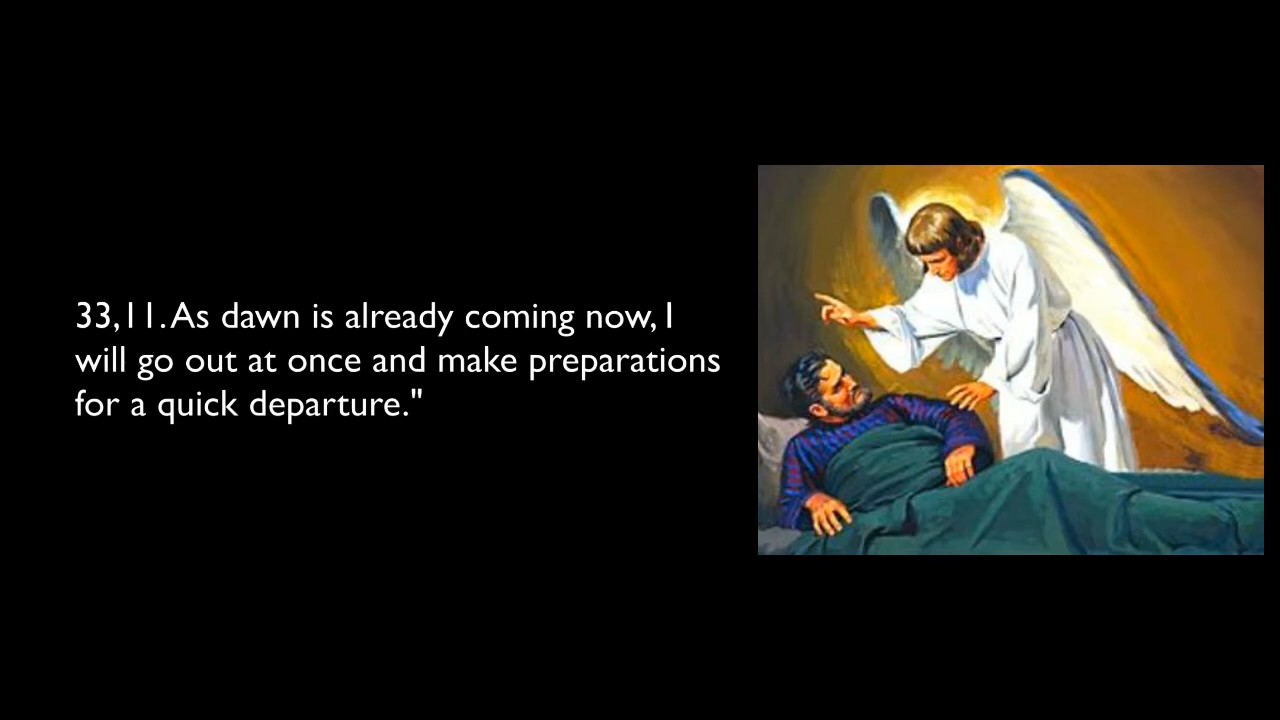 33,11. As dawn is already coming now, I
will go out at once and make preparations
for a quick departure."